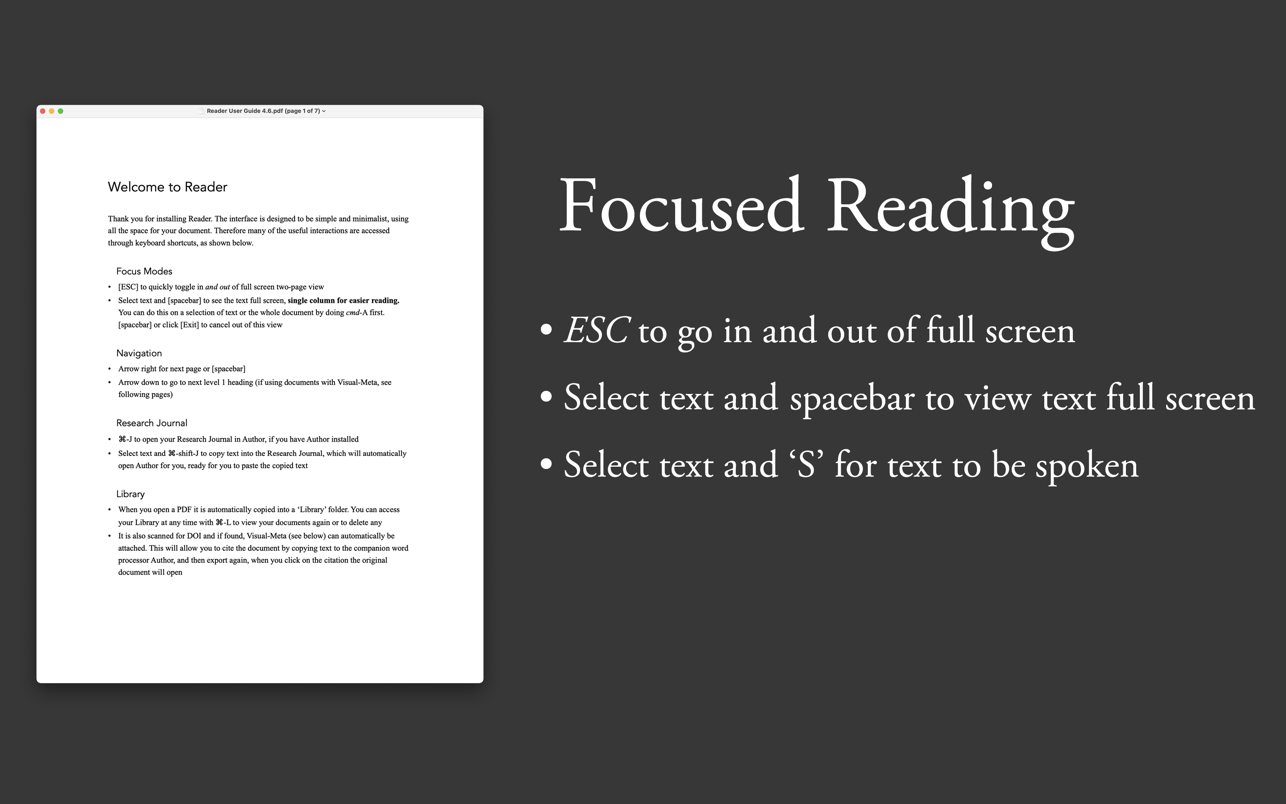 Reader User Guide 4.6.pdf (page 1 of 7)
Welcome to Reader
Thank you for installing Reader. The interface is designed to be simple and minimalist, using
all the space for your document. Therefore many of the useful interactions are accessed
through keyboard shortcuts, as shown below.
Focus Modes
• [ESC] to quickly toggle in and out of full screen two-page view
• Select text and [spacebar] to see the text full screen, single column for easier reading.
You can do this on a selection of text or the whole document by doing cmd-A first.
[spacebar] or click [Exit] to cancel out of this view
Navigation
• Arrow right for next page or [spacebar]
• Arrow down to go to next level 1 heading (if using documents with Visual-Meta, see
following pages)
Research Journal
• ⌘-J to open your Research Journal in Author, if you have Author installed
• Select text and ⌘-shift-J to copy text into the Research Journal, which will automatically
open Author for you, ready for you to paste the copied text
Library
• When you open a PDF it is automatically copied into a ‘Library’ folder. You can access
your Library at any time with ⌘-L to view your documents again or to delete any
• It is also scanned for DOI and if found, Visual-Meta (see below) can automatically be
attached. This will allow you to cite the document by copying text to the companion word
processor Author, and then export again, when you click on the citation the original
document will open
Focused Reading
• ESC to go in and out of full screen
• Select text and spacebar to view text full screen
• Select text and ‘S’ for text to be spoken